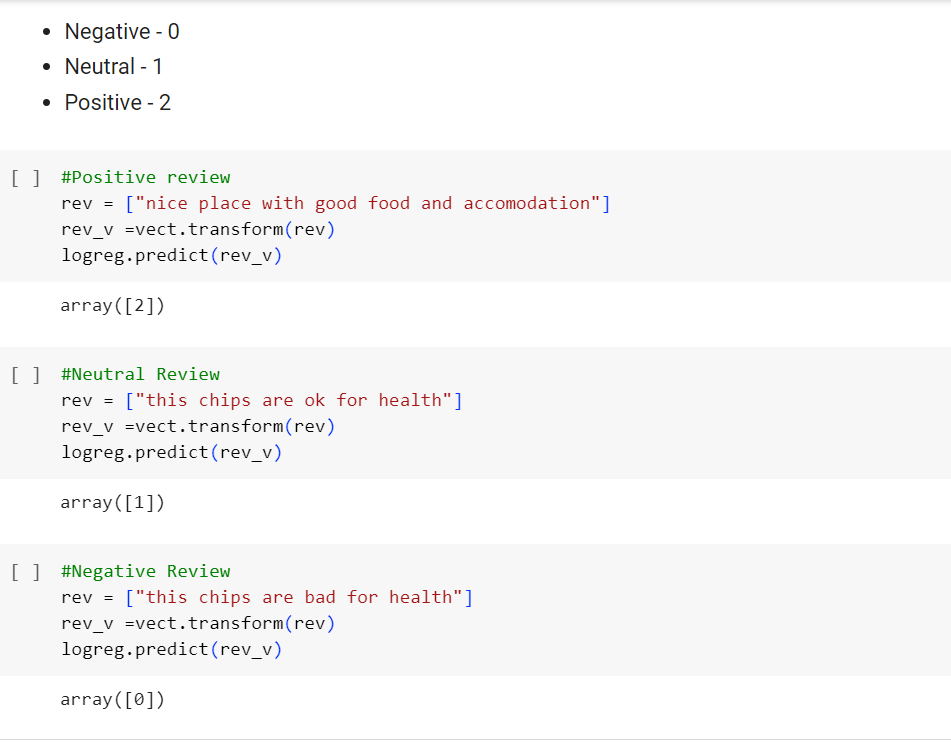 • Negative - 0
• Neutral - 1
• Positive - 2
[ ] #Positive review
rev = ["nice place with good food and accomodation"]
rev_v =vect.transform(rev)
logreg.predict(rev_v)
array([2])
[ ] #Neutral Review
rev = ["this chips are ok for health"]
rev_v =vect.transform(rev)
logreg.predict(rev_v)
array([1])
[ ] #Negative Review
rev = ["this chips are bad for health"]
rev_v =vect.transform(rev)
logreg.predict(rev_v)
array([0])